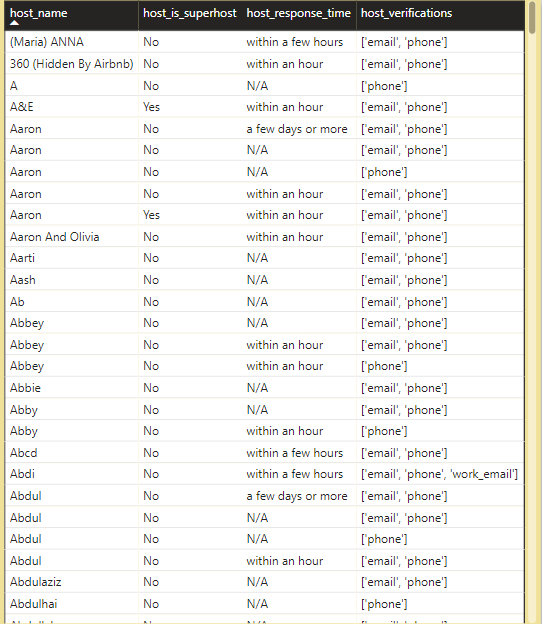 host_name host_is_superhost host_response_time host_verifications
(Maria) ANNA No within a few hours ['email', 'phone']
360 (Hidden By Airbnb) No within an hour ['email', 'phone']
A No N/A ['phone']
A&E Yes within an hour ['email', 'phone']
Aaron No a few days or more ['email', 'phone']
Aaron No N/A ['email', 'phone']
Aaron No N/A ['phone']
Aaron No within an hour ['email', 'phone']
Aaron Yes within an hour ['email', 'phone']
Aaron And Olivia No within an hour ['email', 'phone']
Aarti No N/A ['email', 'phone']
Aash No N/A ['email', 'phone']
Ab No N/A ['email', 'phone']
Abbey No N/A ['email', 'phone']
Abbey No within an hour ['email', 'phone']
Abbey No within an hour ['phone']
Abbie No N/A ['email', 'phone']
Abby No N/A ['email', 'phone']
Abby No within an hour ['phone']
Abcd No within a few hours ['email', 'phone']
Abdi No within a few hours ['email', 'phone', 'work_email']
Abdul No a few days or more ['email', 'phone']
Abdul No N/A ['email', 'phone']
Abdul No N/A ['phone']
Abdul No within an hour ['email', 'phone']
Abdulaziz No N/A ['email', 'phone']
Abdulhai No N/A ['phone']